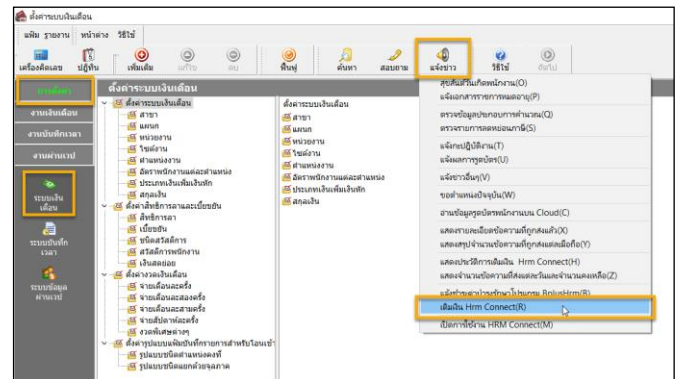 ตั้งค่าระบบเงินเดือน
แฟ้ม รายงาน หน้าต่าง วิธีใช้
เครื่องคิดเลข ปฏิทิน เพิ่มเติม แก้ไข ลบ ฟื้นฟู ค้นหา สอบถาม แจ้งข่าว วิธีใช้ ถัดไป
การตั้งค่า
งานเงินเดือน
งานบันทึกเวลา
งานผ่านเวป
ระบบเงินเดือน
ระบบบันทึกเวลา
ระบบข้อมูลผ่านเวป
ตั้งค่าระบบเงินเดือน
ตั้งค่าระบบเงินเดือน
สาขา
แผนก
หน่วยงาน
ไซต์งาน
ตำแหน่งงาน
อัตราพนักงานแต่ละตำแหน่ง
ประเภทเงินเพิ่มเงินหัก
สกุลเงิน
ตั้งค่าสิทธิการลาและเบี้ยขยัน
สิทธิการลา
เบี้ยขยัน
ชนิดสวัสดิการ
สวัสดิการพนักงาน
เงินสดย่อย
ตั้งค่างวดเงินเดือน
จ่ายเดือนละครั้ง
จ่ายเดือนละสองครั้ง
จ่ายเดือนละสามครั้ง
จ่ายสัปดาห์ละครั้ง
งวดพิเศษต่างๆ
ตั้งค่ารูปแบบแฟ้มบันทึกรายการสำหรับโอนเข้า
รูปแบบชนิดตำแหน่งคงที่
รูปแบบชนิดแยกด้วยจุลภาค
ตั้งค่าระบบเงินเดือน
สาขา
แผนก
หน่วยงาน
ไซต์งาน
ตำแหน่งงาน
อัตราพนักงานแต่ละตำแหน่ง
ประเภทเงินเพิ่มเงินหัก
สกุลเงิน
สุขสันต์วันเกิดพนักงาน(O)
แจ้งเอกสารราชการหมดอายุ(P)
ตรวจข้อมูลประกอบการคำนวณ(Q)
ตรวจรายการลดหย่อนภาษี(S)
แจ้งกะปฏิบัติงาน(T)
แจ้งผลการรูดบัตร(U)
แจ้งข่าวอื่นๆ(V)
ขอตำแหน่งปัจจุบัน(W)
อ่านข้อมูลรูดบัตรพนักงานบน Cloud(C)
แสดงรายละเอียดข้อความที่ถูกส่งแล้ว(X)
แสดงสรุปจำนวนข้อความที่ถูกส่งแต่ละมือถือ(Y)
แสดงประวัติการเติมเงิน Hrm Connect(H)
แสดงจำนวนข้อความที่ส่งแต่ละวันและจำนวนคงเหลือ(Z)
แจ้งชำระค่าบำรุงรักษาโปรแกรม BplusHrm(B)
เติมเงิน Hrm Connect(R)
เปิดการใช้งาน HRM Connect(M)